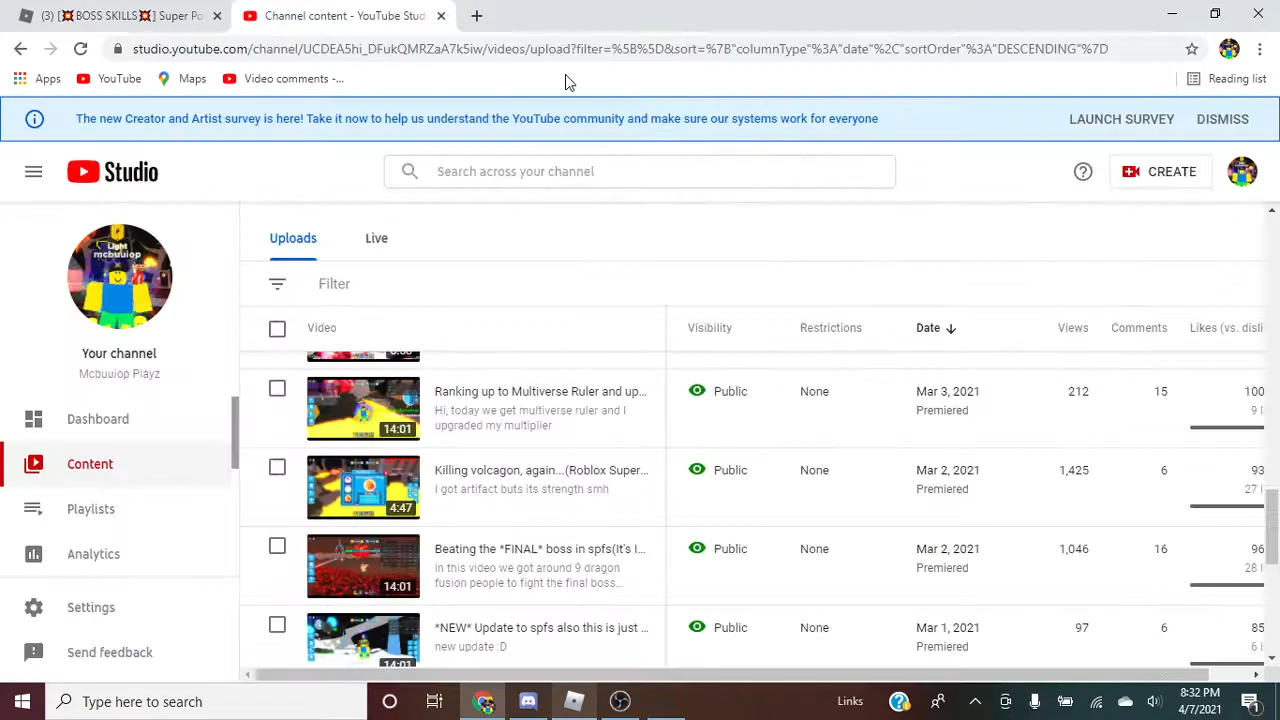 (3) [💥BOSS SKILLS💥] Super Po
Channel content - YouTube Stud
studio.youtube.com/channel/UCDEA5hi_DFukQMRZaA7k5iw/videos/upload?filter=%5B%5D&sort=%7B"columnType"%3A"date"%2C"sortOrder"%3A"DESCENDING"%7D
Apps YouTube Maps Video comments -... Reading list
The new Creator and Artist survey is here! Take it now to help us understand the YouTube community and make sure our systems work for everyone LAUNCH SURVEY DISMISS
Studio Search across your channel CREATE
Uploads Live
Light
mcbuuiop
Filter
Video Visibility Restrictions Date Views Comments Likes (vs. disli
Your channel
Mcbuuiop Playz
Ranking up to Multiverse Ruler and up... Public None Mar 3, 2021 212 15 100
Hi, today we get multiverse ruler and I Premiered 9 l
upgraded my multiplier
14:01
Dashboard
Content
Killing volcagon, again...(Roblox Super... Public None Mar 2, 2021 1,425 6 93
I got artifact buts its strength smh Premiered 27 l
4:47
Playlists
Analytics
Beating the *FINAL* boss in spfs(It's i... Public None Mar 2, 2021 1,046 16 96
in this video we got around 9 dragon Premiered 28 l
fusion people to fight the final boss...
14:01
Settings
*NEW* Update to spfs also this is just ... Public None Mar 1, 2021 97 6 85
new update :D Premiered 6 l
14:01
Send feedback
Type here to search Links 8:32 PM
4/7/2021
1